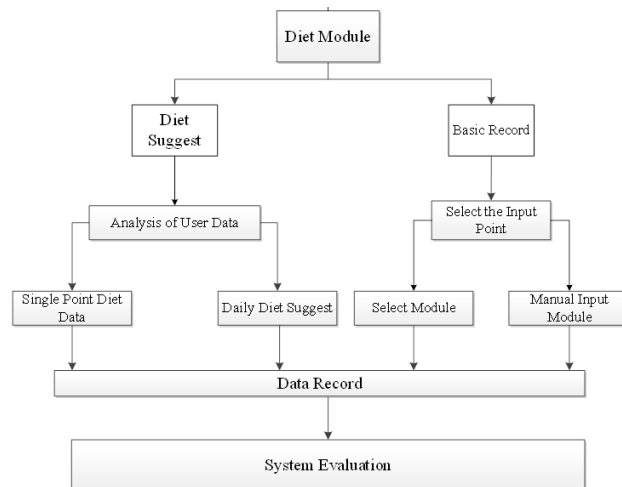 Diet Module
Diet
Suggest
Basic Record
Analysis of User Data
Select the Input
Point
Single Point Diet
Data
Daily Diet Suggest
Select Module
Manual Input
Module
Data Record
System Evaluation